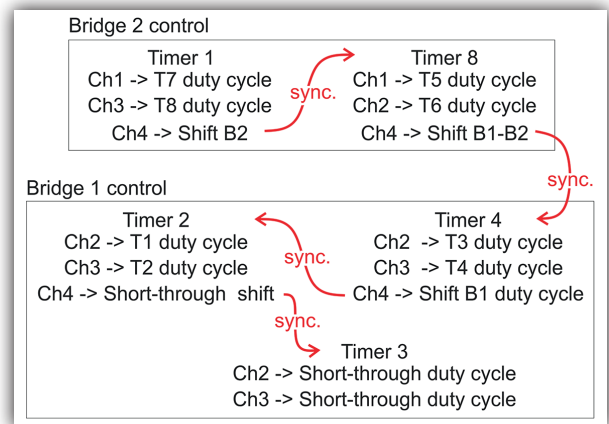 Bridge 2 control
Timer 1
Ch1 -> T7 duty cycle
Ch3 -> T8 duty cycle
Ch4 -> Shift B2
sync.
Timer 8
Ch1 -> T5 duty cycle
Ch2 -> T6 duty cycle
Ch4 -> Shift B1-B2
sync.
Bridge 1 control
Timer 2
Ch2 -> T1 duty cycle
Ch3 -> T2 duty cycle
Ch4 -> Short-through shift
sync.
Timer 4
Ch2 -> T3 duty cycle
Ch3 -> T4 duty cycle
Ch4 -> Shift B1 duty cycle
sync.
Timer 3
Ch2 -> Short-through duty cycle
Ch3 -> Short-through duty cycle